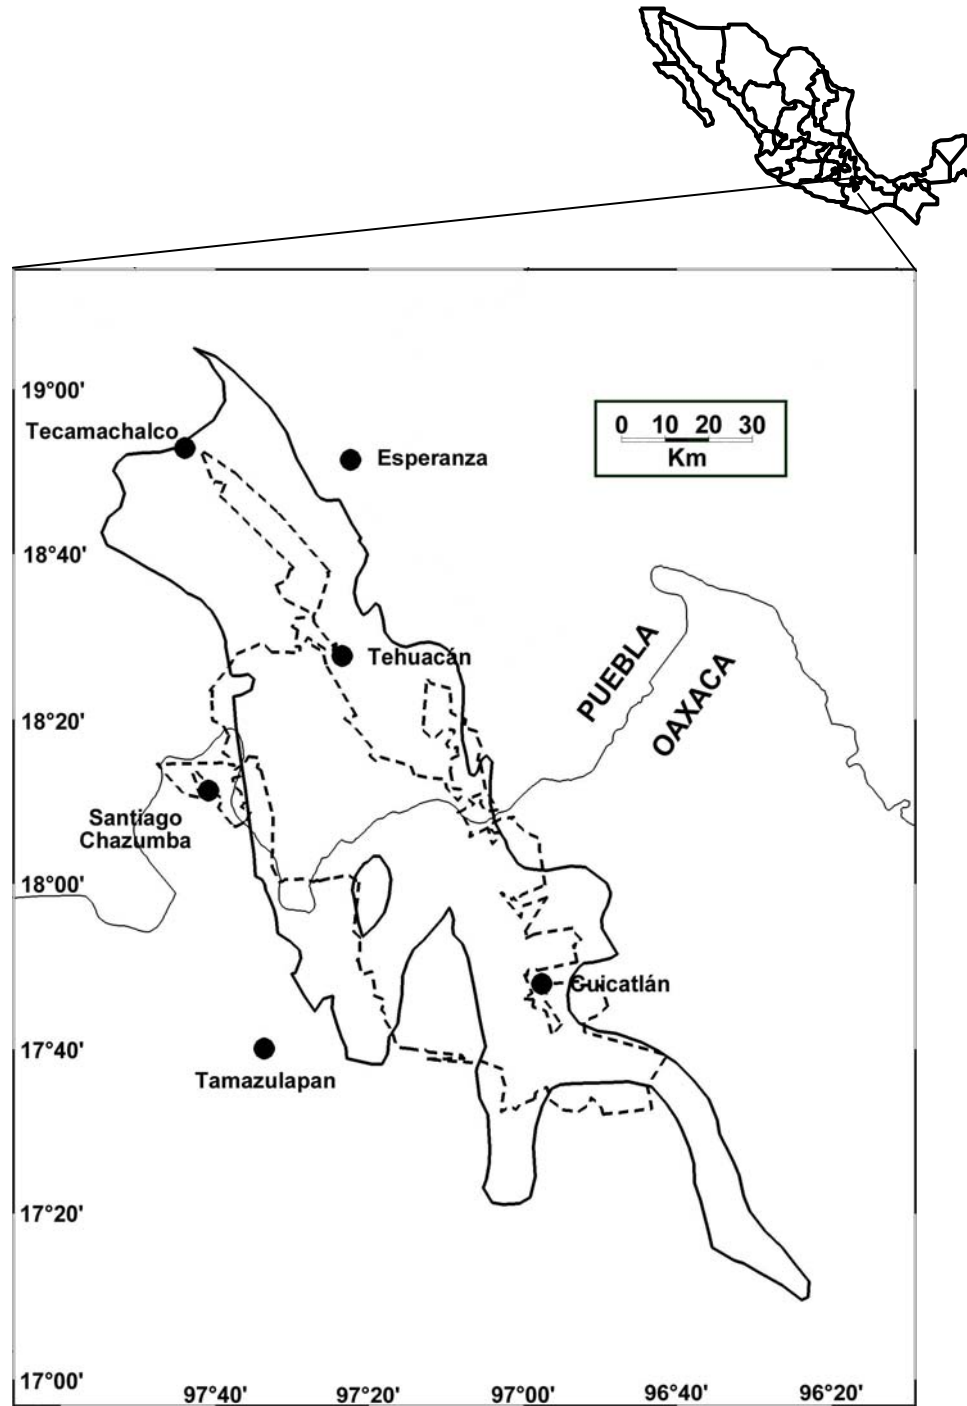 19°00'
Tecamachalco
Esperanza
0 10 20 30
Km
18°40'
PUEBLA
OAXACA
Tehuacán
18°20'
Santiago
Chazumba
18°00'
Cuicatlán
17°40'
Tamazulapan
17°20'
17°00'
97°40' 97°20' 97°00' 96°40' 96°20'